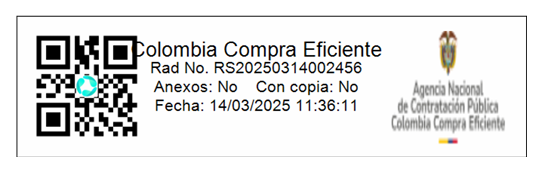 Colombia Compra Eficiente
Rad No. RS20250314002456
Anexos: No Con copia: No
Fecha: 14/03/2025 11:36:11
Agencia Nacional
de Contratación Pública
Colombia Compra Eficiente